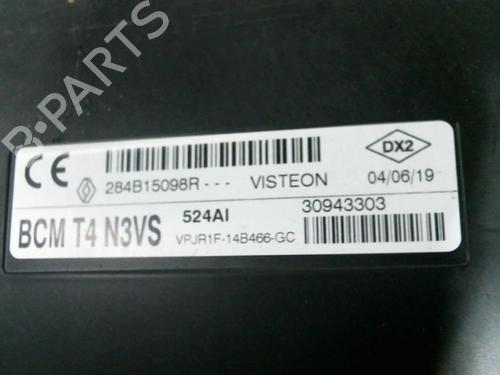 B-PARTS
CE
284B15098R--- VISTEON 04/06/19
DX2
BCM T4 N3VS 524AI 30943303
VPJR1F-14B466-GC